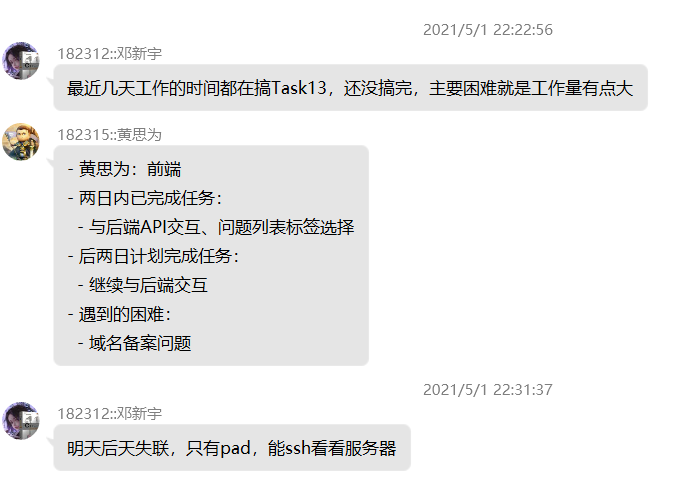 2021/5/1 22:22:56
182312::邓新宇
最近几天工作的时间都在搞Task13，还没搞完，主要困难就是工作量有点大
182315::黄思为
- 黄思为：前端
- 两日内已完成任务：
- 与后端API交互、问题列表标签选择
- 后两日计划完成任务：
- 继续与后端交互
- 遇到的困难：
- 域名备案问题
2021/5/1 22:31:37
182312::邓新宇
明天后天失联，只有pad，能ssh看看服务器